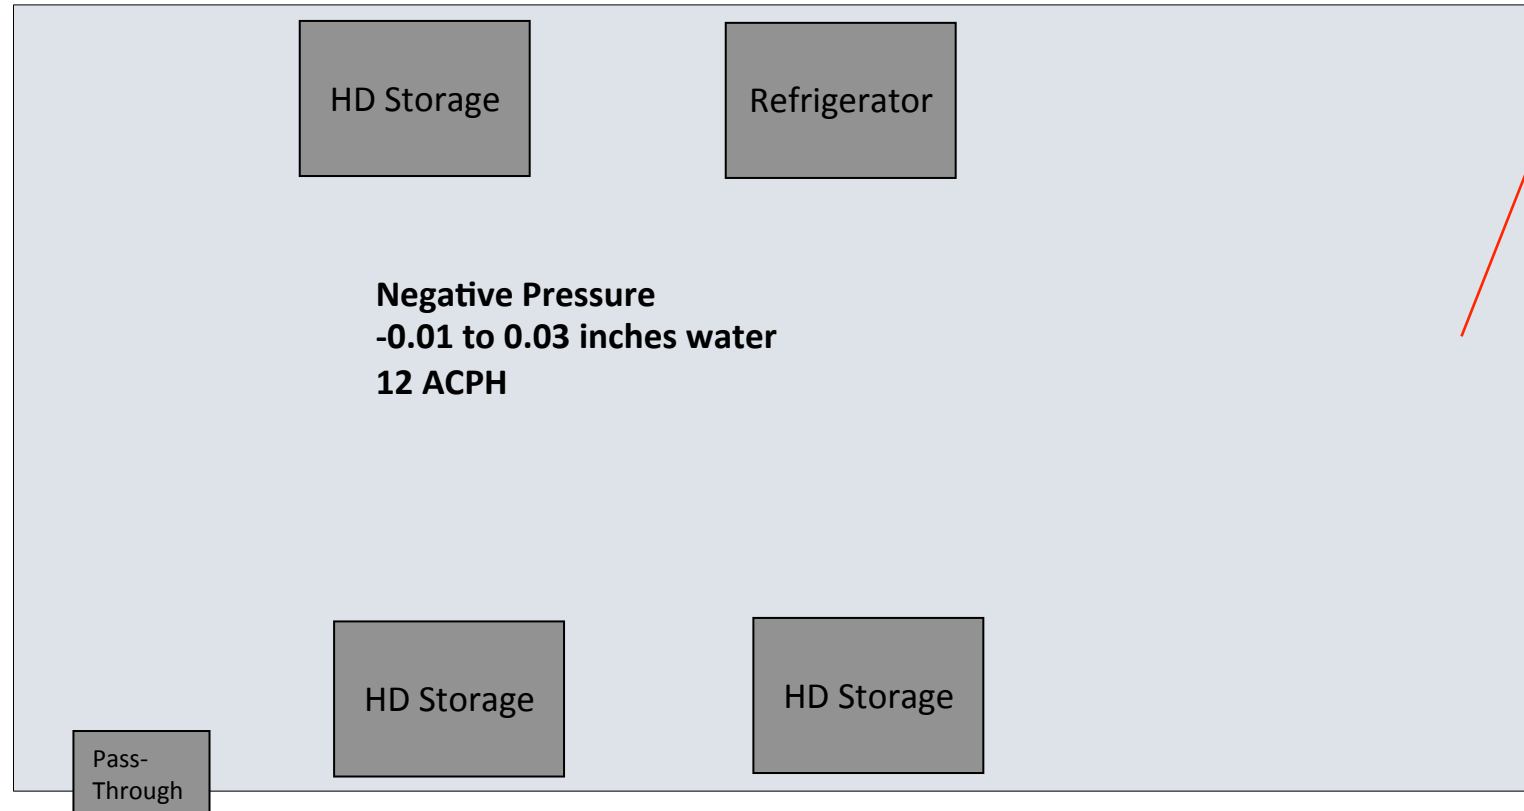 HD Storage
Refrigerator
Negative Pressure
-0.01 to 0.03 inches water
12 ACPH
HD Storage
HD Storage
Pass-
Through